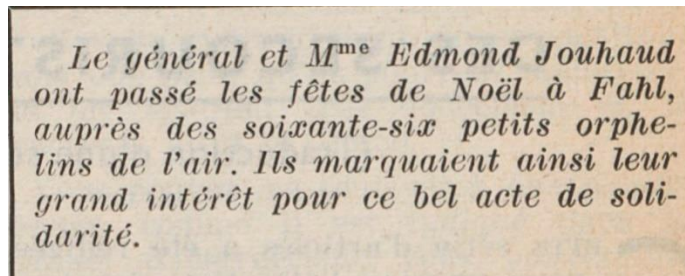 Le général et Mme Edmond Jouhaud
ont passé les fêtes de Noël à Fahl,
auprès des soixante-six petits orphe-
lins de l'air. Ils marquaient ainsi leur
grand intérêt pour ce bel acte de soli-
darité.